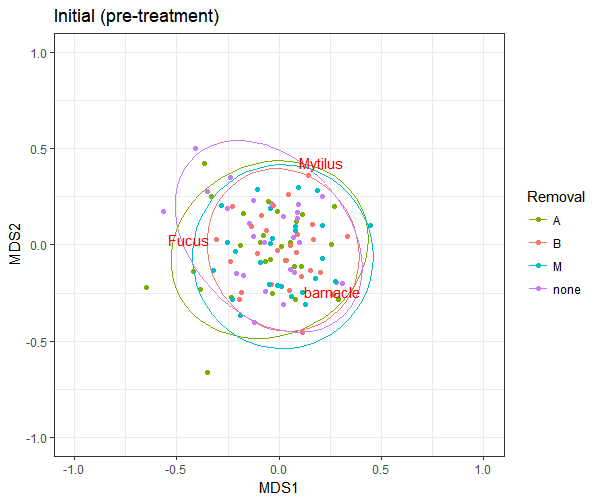 Initial (pre-treatment)
1.0
0.5
0.0
-0.5
-1.0
MDS2
Mytilus
Fucus
barnacle
-1.0 -0.5 0.0 0.5 1.0
MDS1
Removal
A
B
M
none